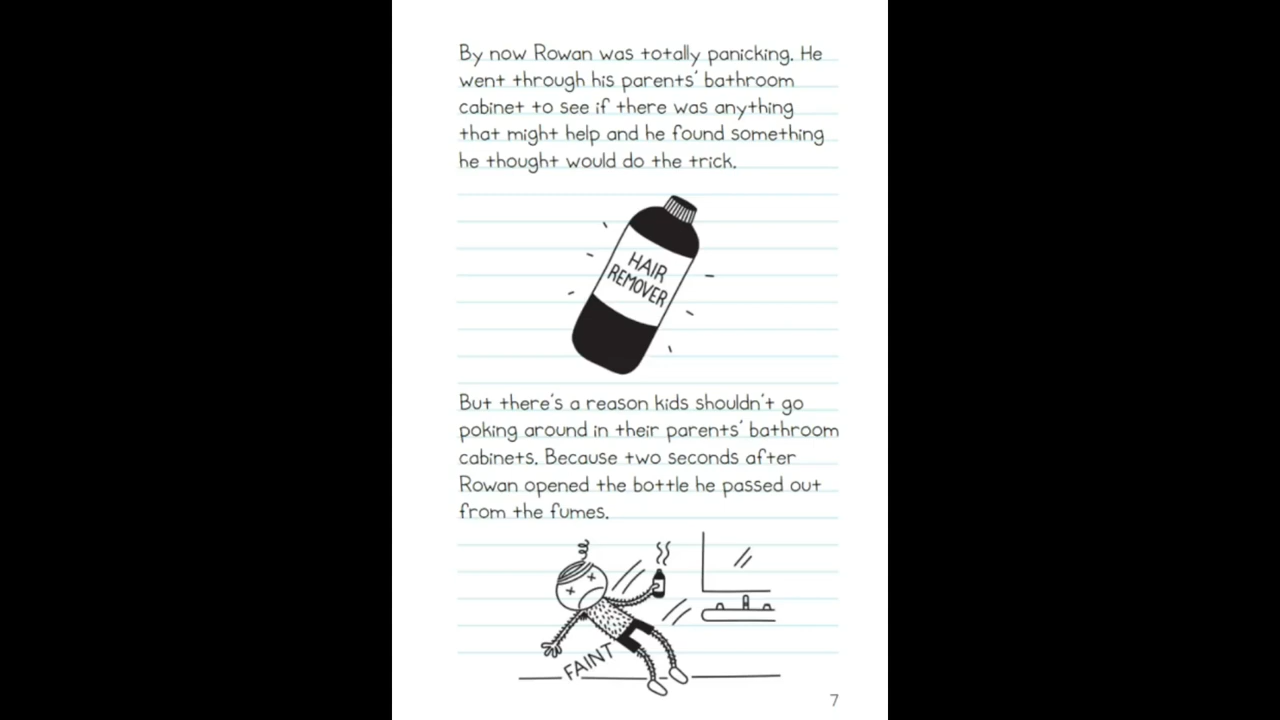 By now Rowan was totally panicking. He
went through his parents' bathroom
cabinet to see if there was anything
that might help and he found something
he thought would do the trick.
HAIR
REMOVER
But there's a reason kids shouldn't go
poking around in their parents' bathroom
cabinets. Because two seconds after
Rowan opened the bottle he passed out
from the fumes.
FAINT
7